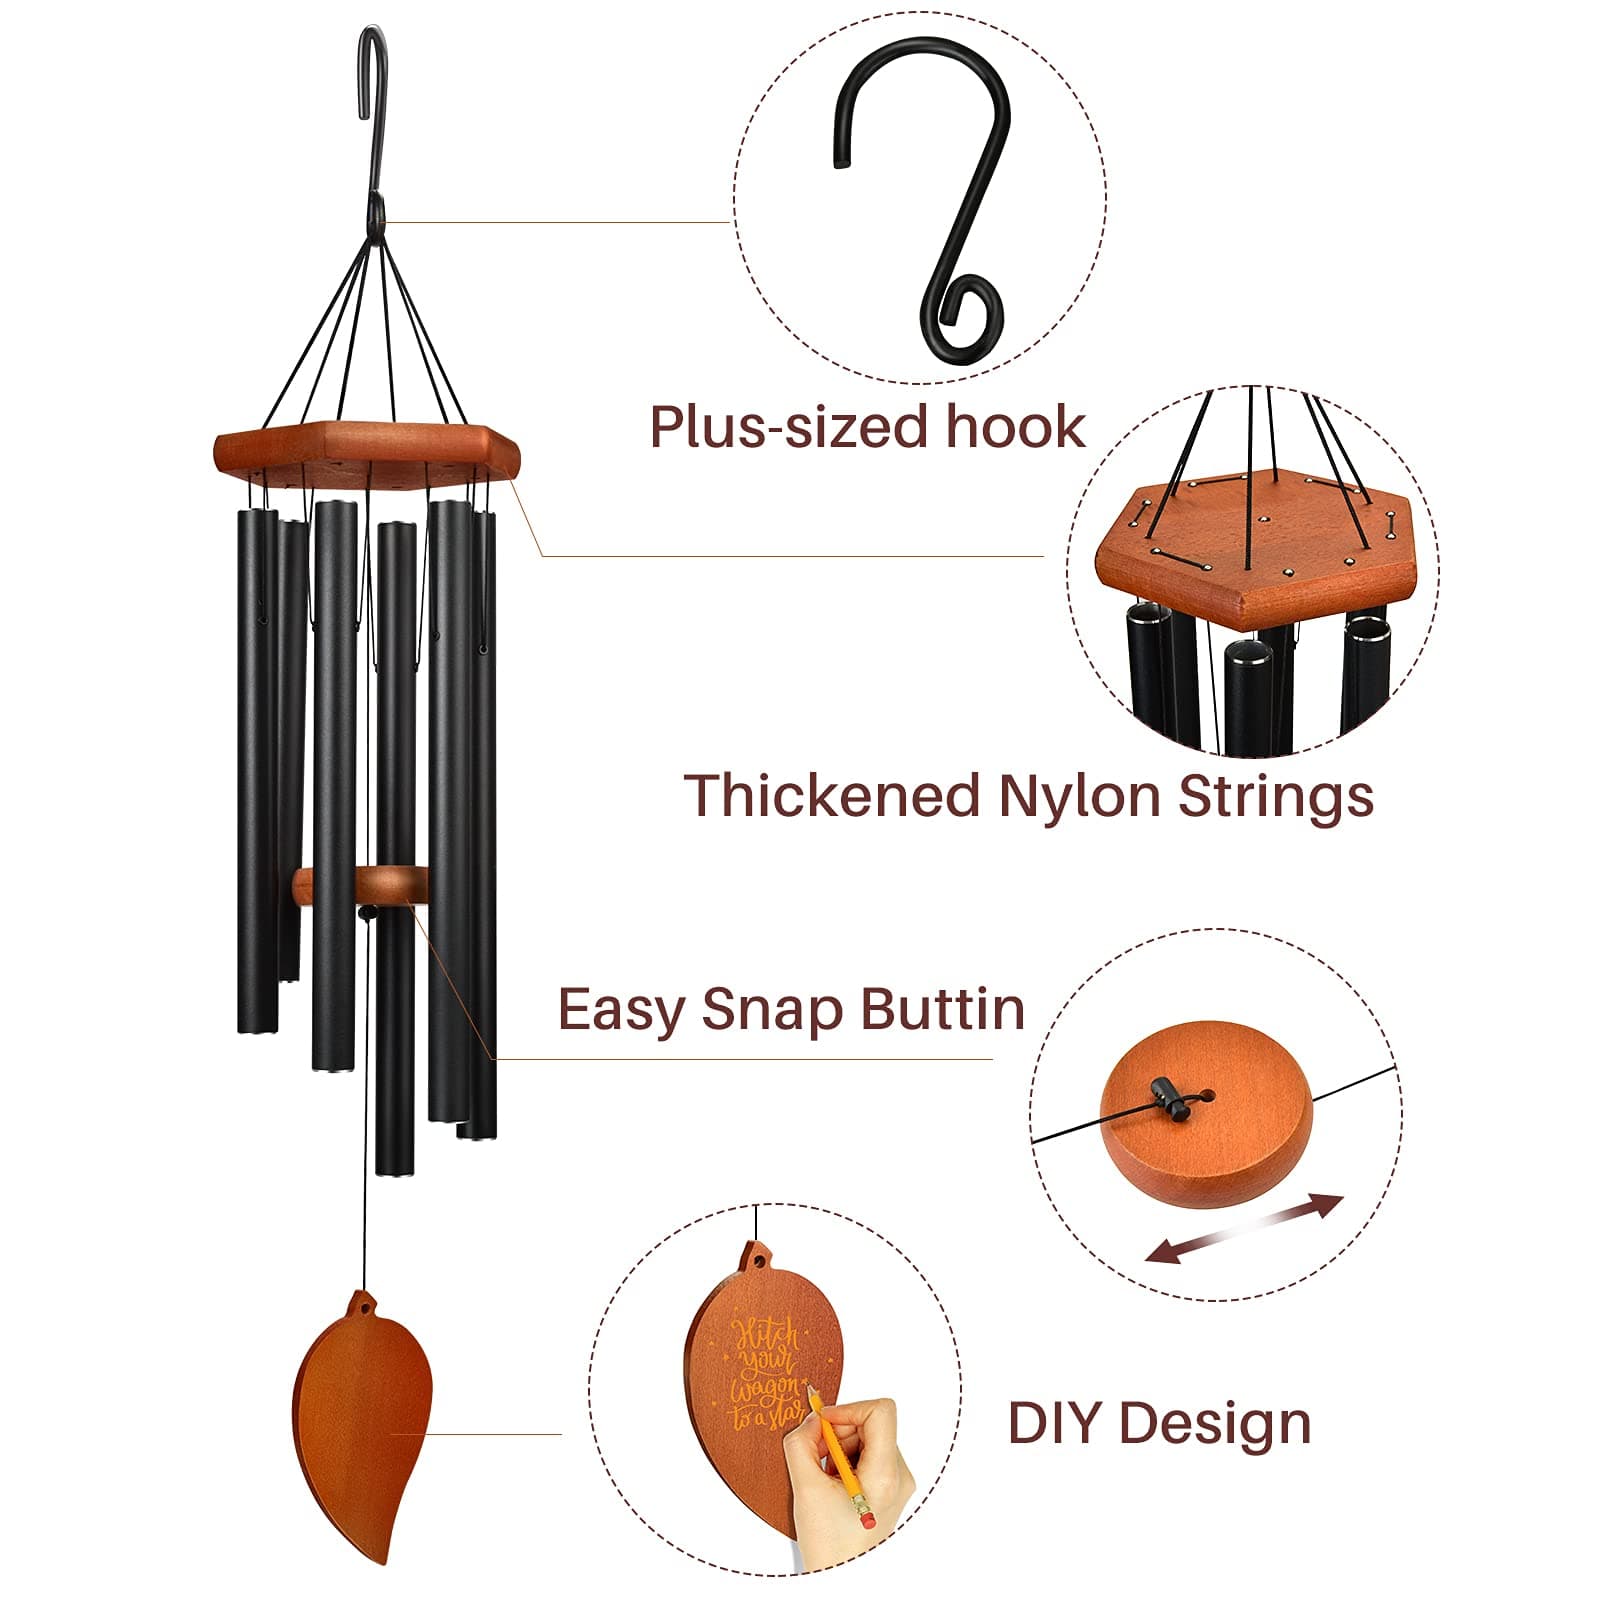 Plus-sized hook
Thickened Nylon Strings
Easy Snap Buttin
Hitch
your
wagon
to a star
DIY Design